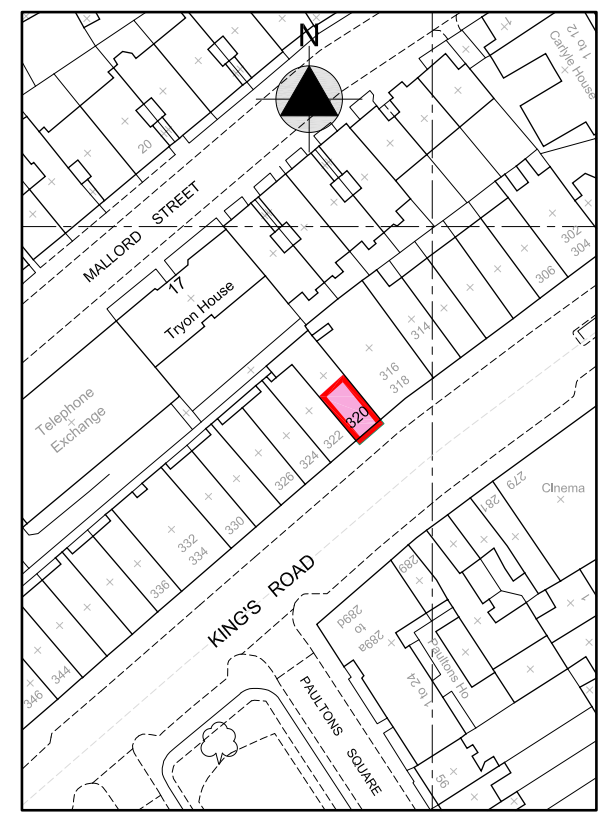 N
1 to 12
Carlyle House
20
MALLORD STREET
17
Tryon House
302
304
306
314
316
318
320
322
324
326
330
332
334
336
344
346
Telephone
Exchange
KING'S ROAD
Cinema
279
281
289
289d
to
289a
Paultons Ho
1 to 24
PAULTONS SQUARE
95